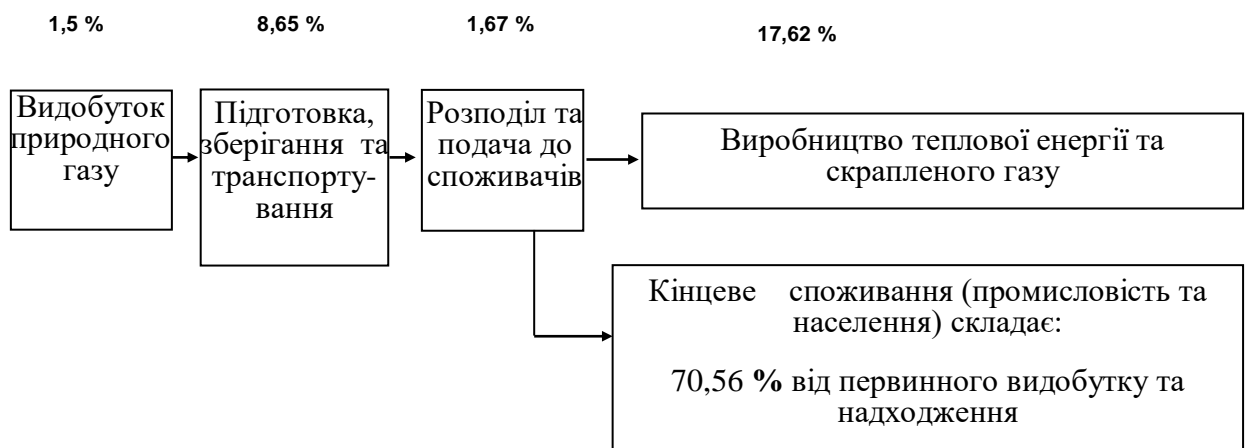 1,5 %
8,65 %
1,67 %
17,62 %
Видобуток
природного
газу
Підготовка,
зберігання та
транспорту-
вання
Розподіл та
подача до
споживачів
Виробництво теплової енергії та
скрапленого газу
Кінцеве споживання (промисловість та
населення) складає:
70,56 % від первинного видобутку та
надходження